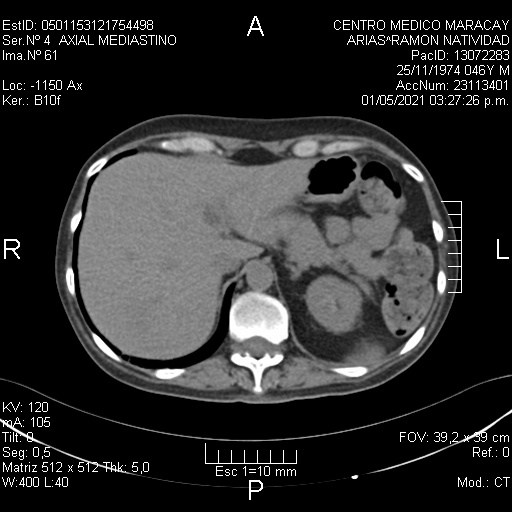 EstID: 0501153121754498
Ser.Nº 4 AXIAL MEDIASTINO
Ima.Nº 61
Loc: -1150 Ax
Ker.: B10f
A
CENTRO MEDICO MARACAY
ARIAS^RAMON NATIVIDAD
PacID: 13072283
25/11/1974 046Y M
AccNum: 23113401
01/05/2021 03:27:26 p.m.
R
L
KV: 120
mA: 105
Tilt: 0
Seg: 0,5
Matriz 512 x 512 Thk: 5,0
W:400 L:40
Esc 1=10 mm
P
FOV: 39,2 x 39 cm
Ref.: 0
Mod.: CT